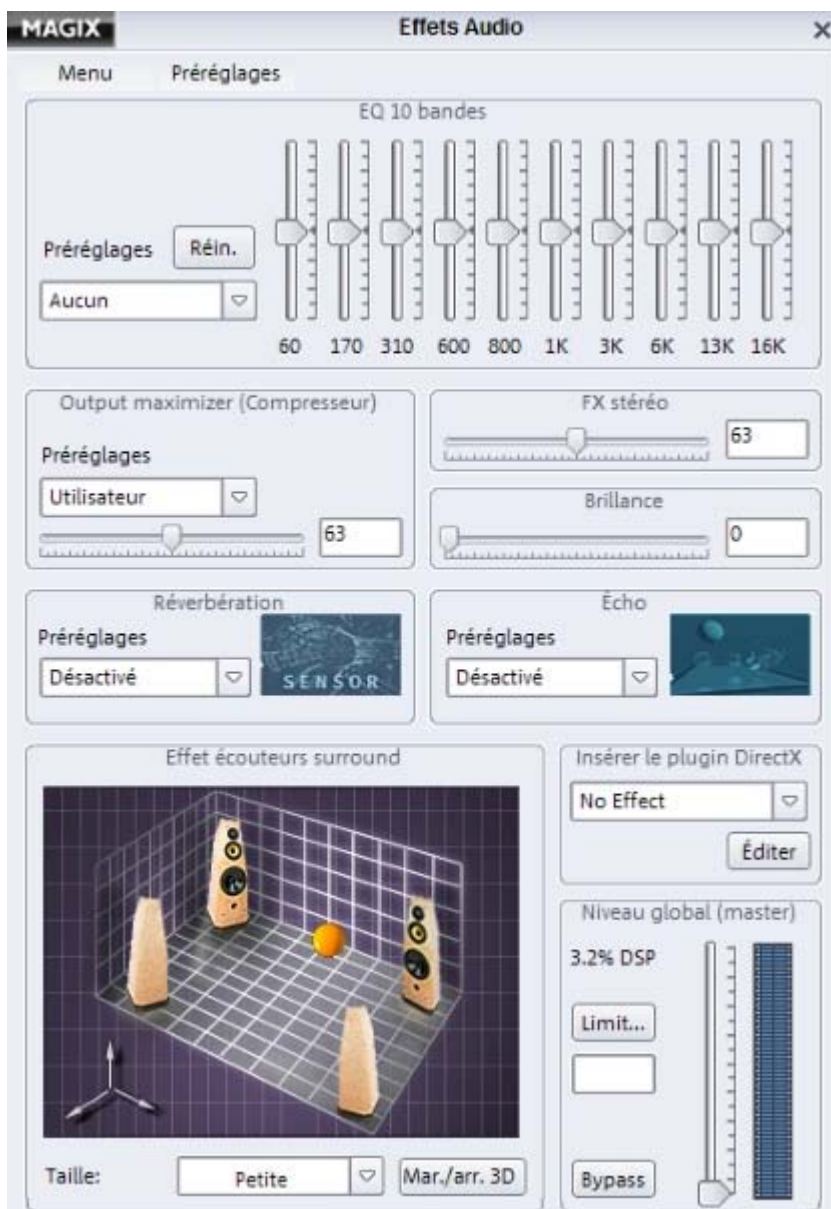 MAGIX Effets Audio
Menu Préréglages
EQ 10 bandes
Préréglages Réin.
Aucun
60 170 310 600 800 1K 3K 6K 13K 16K
Output maximizer (Compresseur)
Préréglages
Utilisateur
63
FX stéréo
63
Brillance
0
Réverbération
Préréglages
Désactivé
SENSOR
Écho
Préréglages
Désactivé
Effet écouteurs surround
Taille: Petite Mar./arr. 3D
Insérer le plugin DirectX
No Effect
Éditer
Niveau global (master)
3.2% DSP
Limit...
Bypass